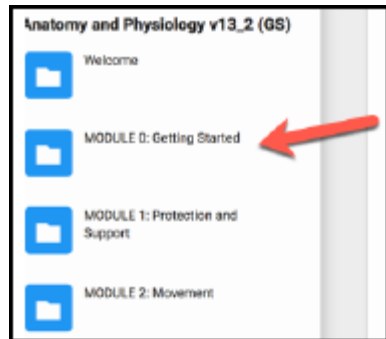 Anatomy and Physiology v13_2 (GS)
Welcome
MODULE 0: Getting Started
MODULE 1: Protection and
Support
MODULE 2: Movement